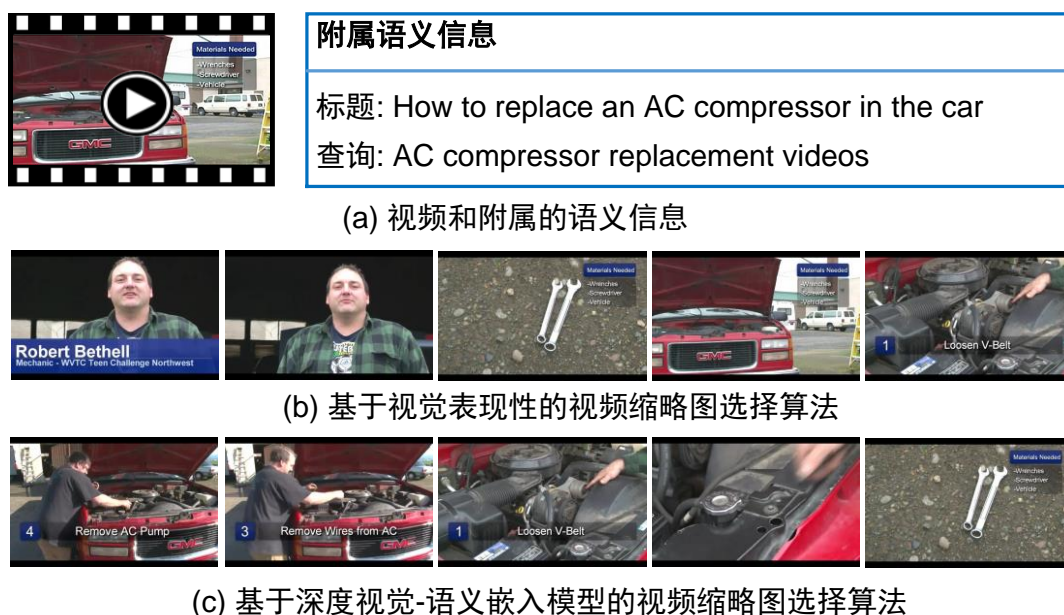 Materials Needed
-Wrenches
-Screwdriver
-Vehicle
GMC
附属语义信息
标题: How to replace an AC compressor in the car
查询: AC compressor replacement videos
(a) 视频和附属的语义信息
Robert Bethell
Mechanic - WVTC Teen Challenge Northwest
Materials Needed
-Wrenches
-Screwdriver
-Vehicle
Materials Needed
-Wrenches
-Screwdriver
-Vehicle
GMC
1 Loosen V-Belt
(b) 基于视觉表现性的视频缩略图选择算法
4 Remove AC Pump
GMC
3 Remove Wires from AC
GMC
1 Loosen V-Belt
Materials Needed
-Wrenches
-Screwdriver
-Vehicle
(c) 基于深度视觉-语义嵌入模型的视频缩略图选择算法